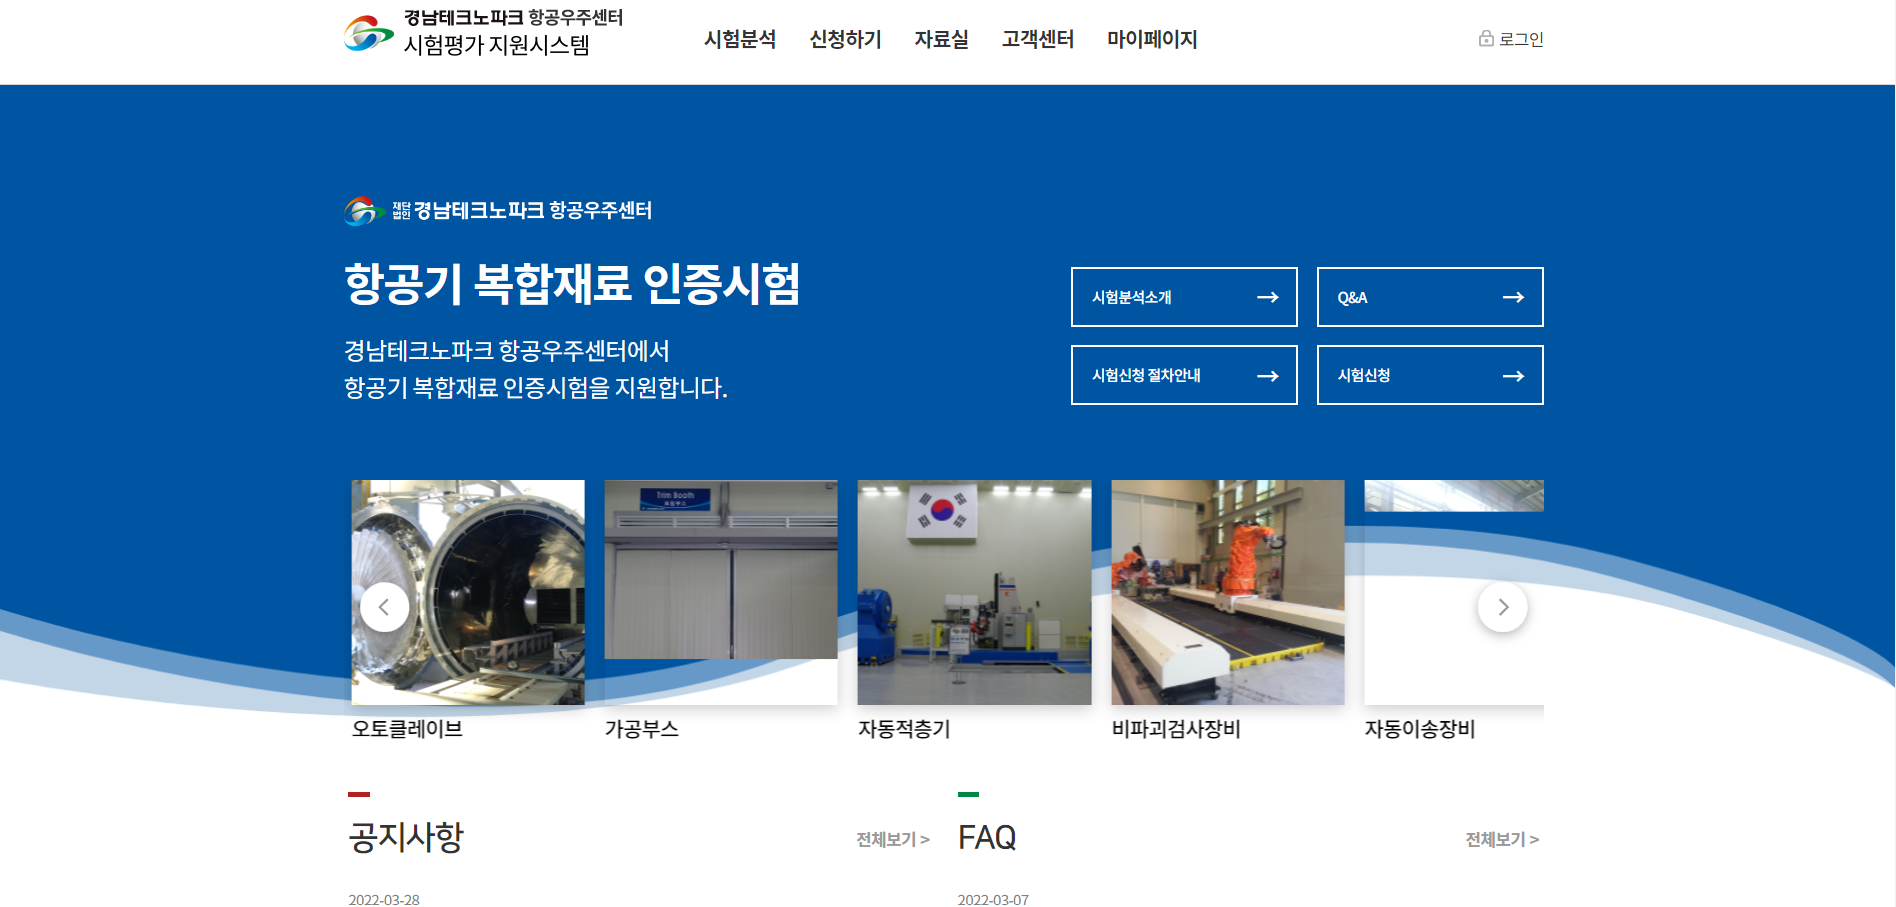 경남테크노파크 항공우주센터
시험평가 지원시스템
시험분석 신청하기 자료실 고객센터 마이페이지
로그인
재단법인 경남테크노파크 항공우주센터
항공기 복합재료 인증시험
경남테크노파크 항공우주센터에서
항공기 복합재료 인증시험을 지원합니다.
시험분석소개 →
Q&A →
시험신청 절차안내 →
시험신청 →
Trim Booth
오토클레이브
가공부스
자동적층기
비파괴검사장비
자동이송장비
공지사항
전체보기 >
2022-03-28
FAQ
전체보기 >
2022-03-07